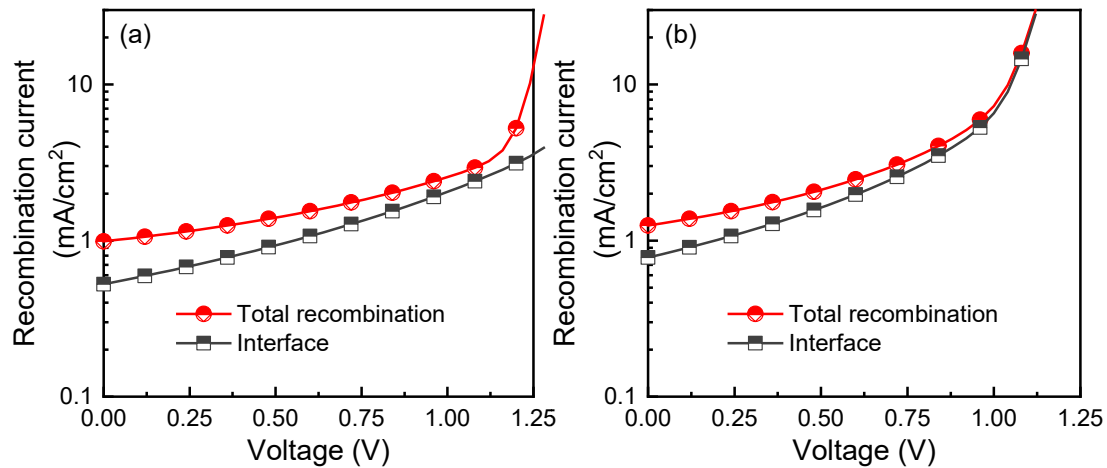 (a)
Recombination current
(mA/cm²)
10
1
0.1
Total recombination
Interface
0.00 0.25 0.50 0.75 1.00 1.25
Voltage (V)
(b)
Recombination current
(mA/cm²)
10
1
0.1
Total recombination
Interface
0.00 0.25 0.50 0.75 1.00 1.25
Voltage (V)